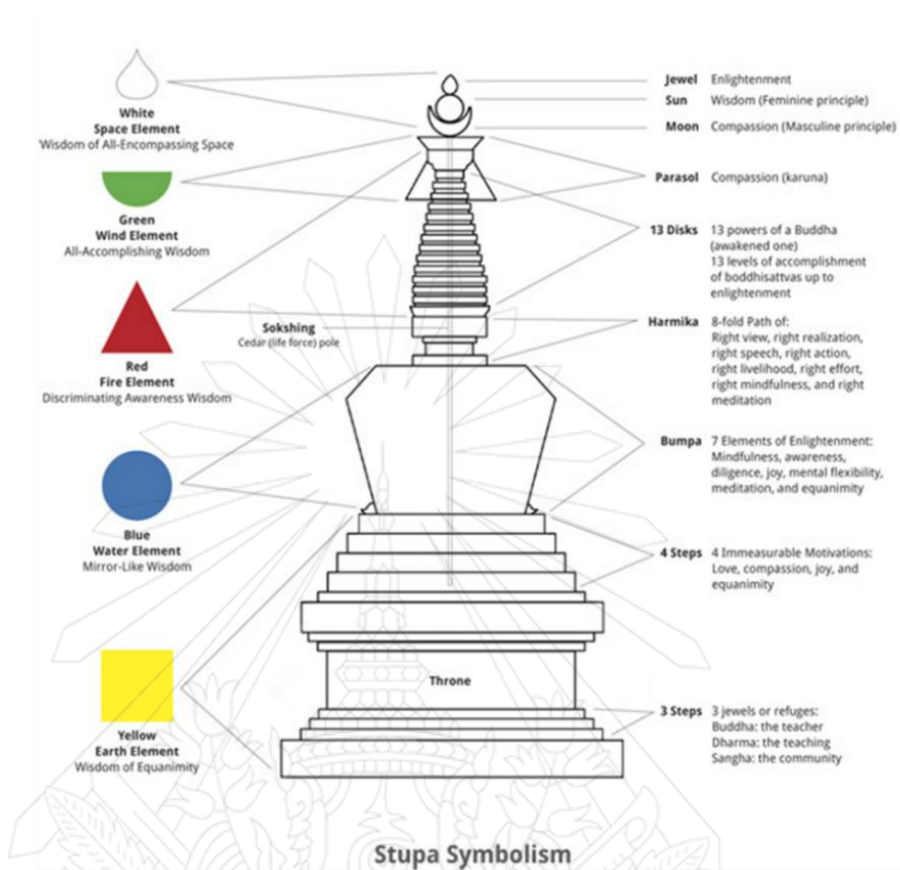 White
Space Element
'Wisdom of All-Encompassing Space
Green
Wind Element
All-Accomplishing Wisdom
Red
Fire Element
Discriminating Awareness Wisdom
Blue
Water Element
Mirror-Like Wisdom
Yellow
Earth Element
Wisdom of Equanimity
Sokshing
Cedar (life force) pole
Throne
Jewel Enlightenment
Sun Wisdom (Feminine principle)
Moon Compassion (Masculine principle)
Parasol Compassion (karuna)
13 Disks 13 powers of a Buddha
(awakened one)
13 levels of accomplishment
of boddhisattvas up to
enlightenment
Harmika 8-fold Path of:
Right view, right realization,
right speech, right action,
right livelihood, right effort,
right mindfulness, and right
meditation
Bumpa 7 Elements of Enlightenment:
Mindfulness, awareness,
diligence, joy, mental flexibility,
meditation, and equanimity
4 Steps 4 Immeasurable Motivations:
Love, compassion, joy, and
equanimity
3 Steps 3 jewels or refuges:
Buddha: the teacher
Dharma: the teaching
Sangha: the community
Stupa Symbolism